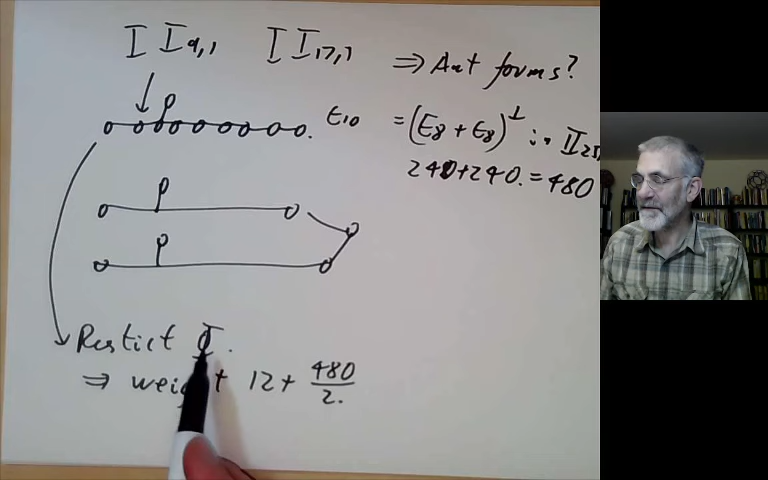 II₉,₁ II₁₇,₁ ⇒ Aut forms?
E₁₀ = (E₈ + E₈)^⊥ in II₂₅,
240+240. = 480
Restrict Φ.
⇒ weight 12 + 480/2.